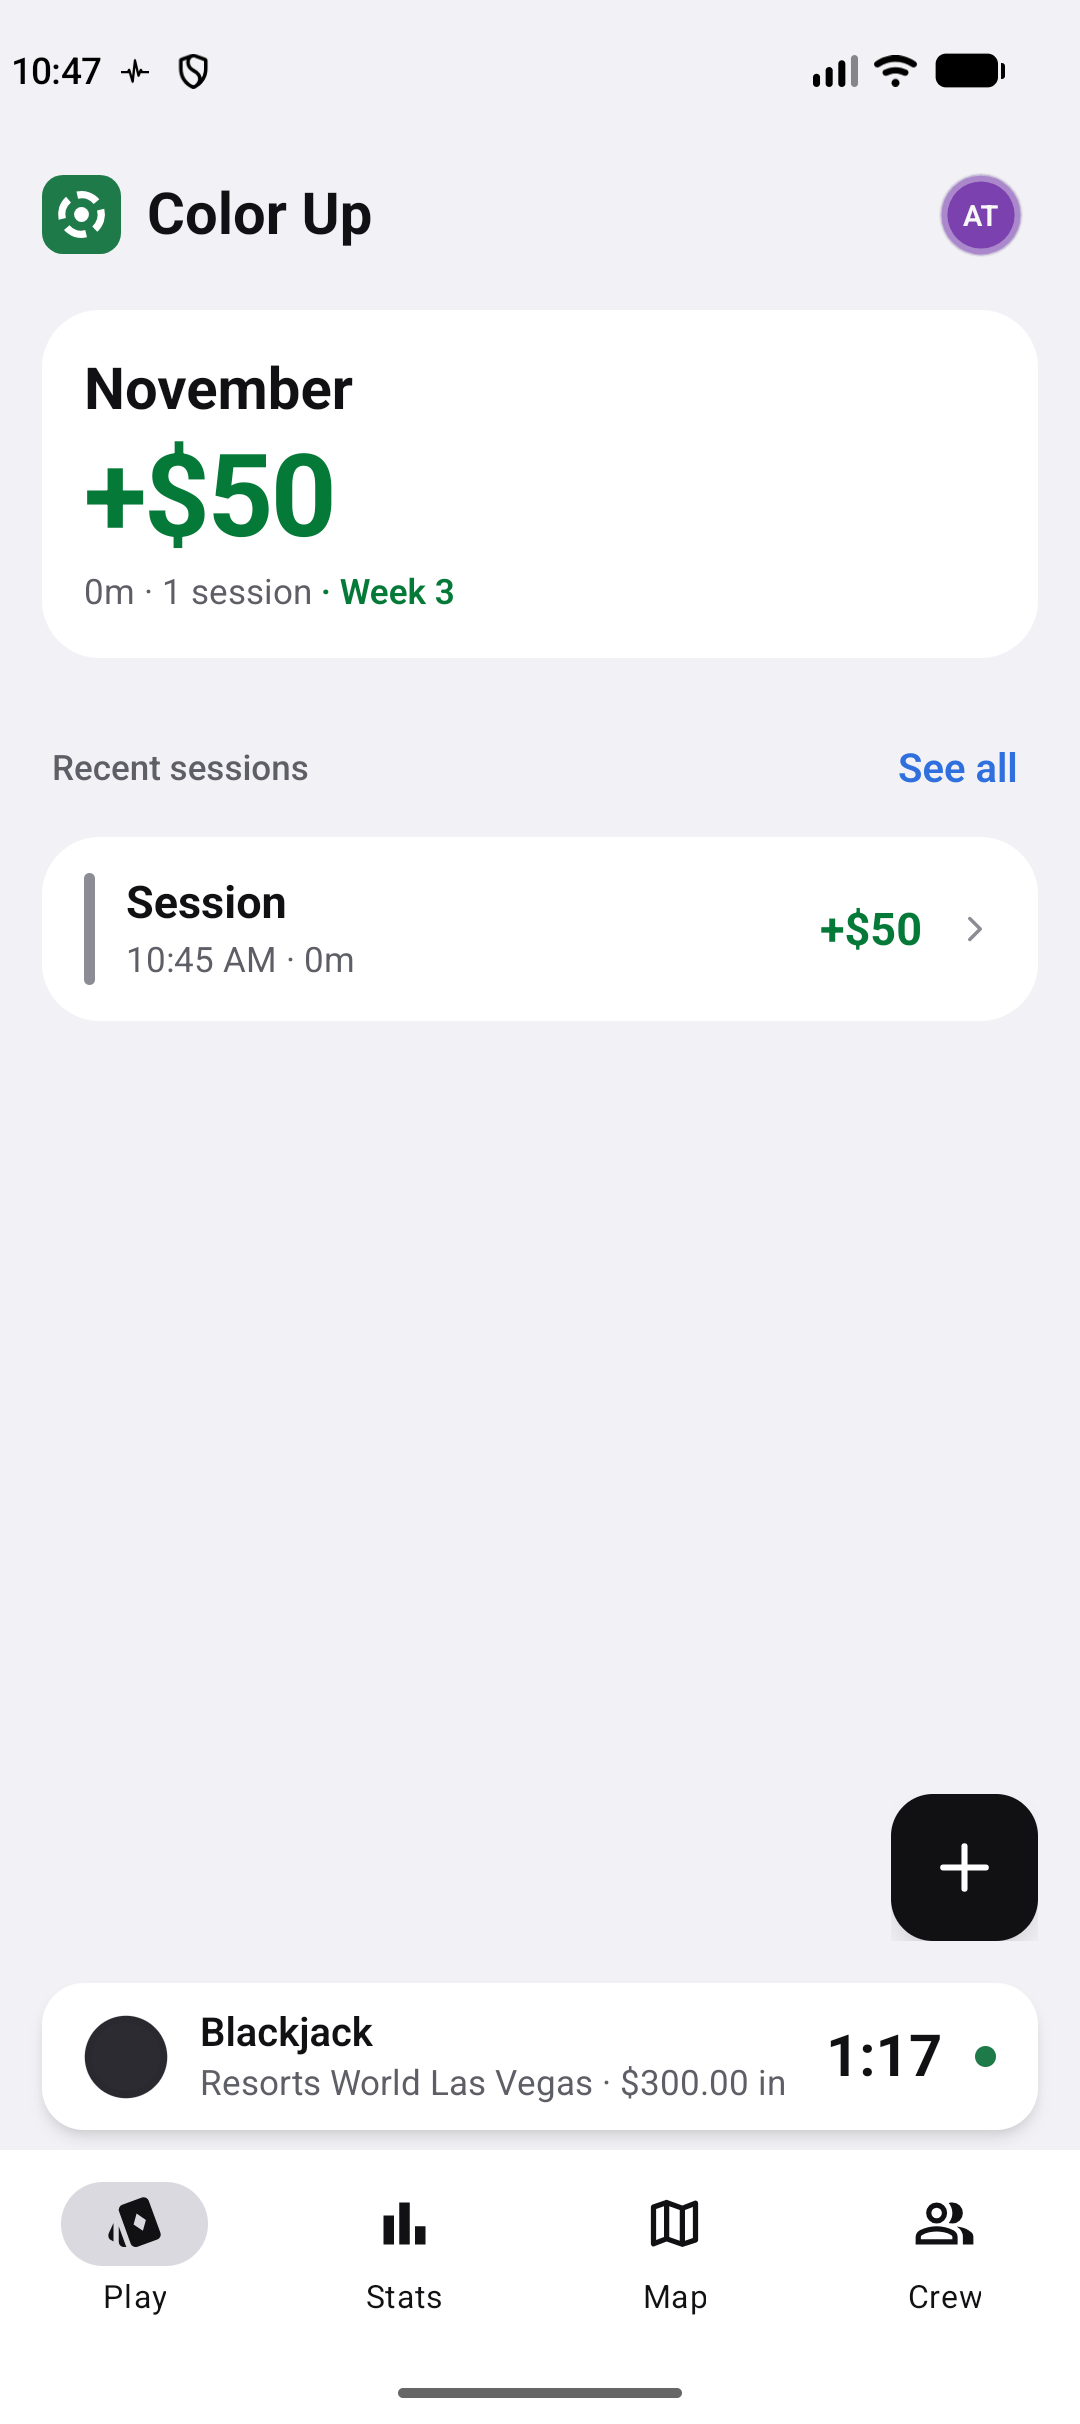 10:47
Color Up
AT
November
+$50
0m · 1 session · Week 3
Recent sessions
See all
Session
10:45 AM · 0m
+$50
Blackjack
Resorts World Las Vegas · $300.00 in
1:17
Play
Stats
Map
Crew